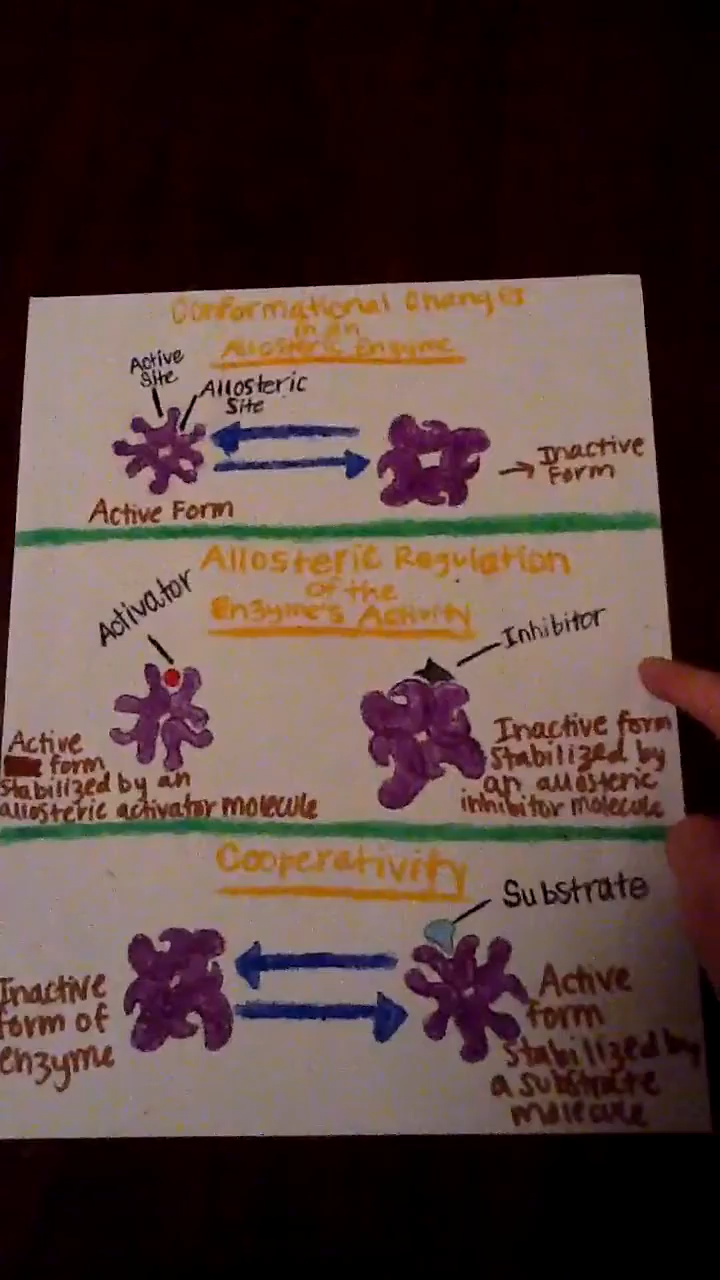 Conformational Changes
in an
Allosteric Enzyme
Active
Site
Allosteric
Site
Inactive
Form
Active Form
Allosteric Regulation
of the
Enzyme's Activity
Activator
Inhibitor
Active
form
stabilized by an
allosteric activator molecule
Inactive form
stabilized by
an allosteric
inhibitor molecule
Cooperativity
Substrate
Inactive
form of
enzyme
Active
form
stabilized by
a substrate
molecule